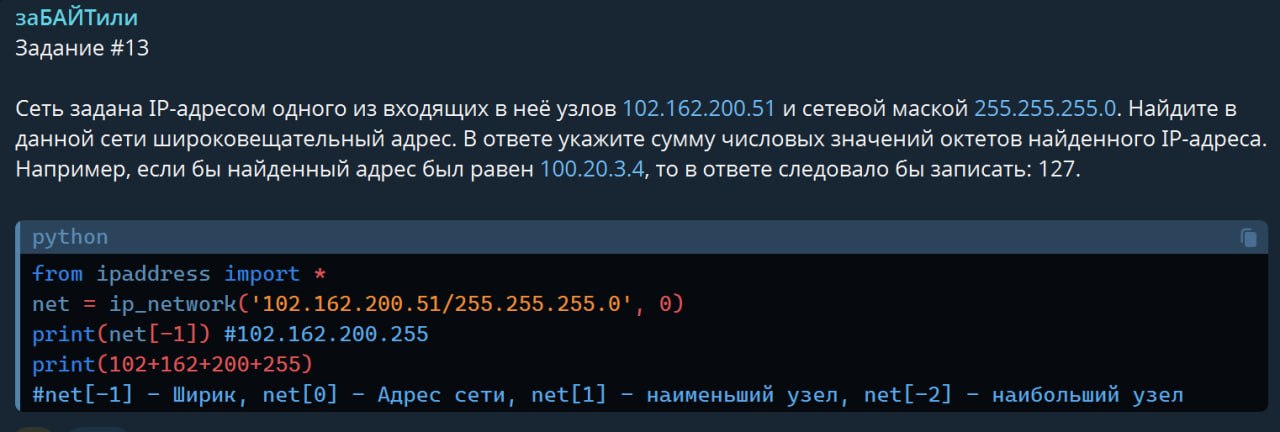 заБАЙТили
Задание #13
Сеть задана IP-адресом одного из входящих в неё узлов 102.162.200.51 и сетевой маской 255.255.255.0. Найдите в
данной сети широковещательный адрес. В ответе укажите сумму числовых значений октетов найденного IP-адреса.
Например, если бы найденный адрес был равен 100.20.3.4, то в ответе следовало бы записать: 127.
python
from ipaddress import *
net = ip_network('102.162.200.51/255.255.255.0', 0)
print(net[-1]) #102.162.200.255
print(102+162+200+255)
#net[-1] - Ширик, net[0] - Адрес сети, net[1] - наименьший узел, net[-2] - наибольший узел